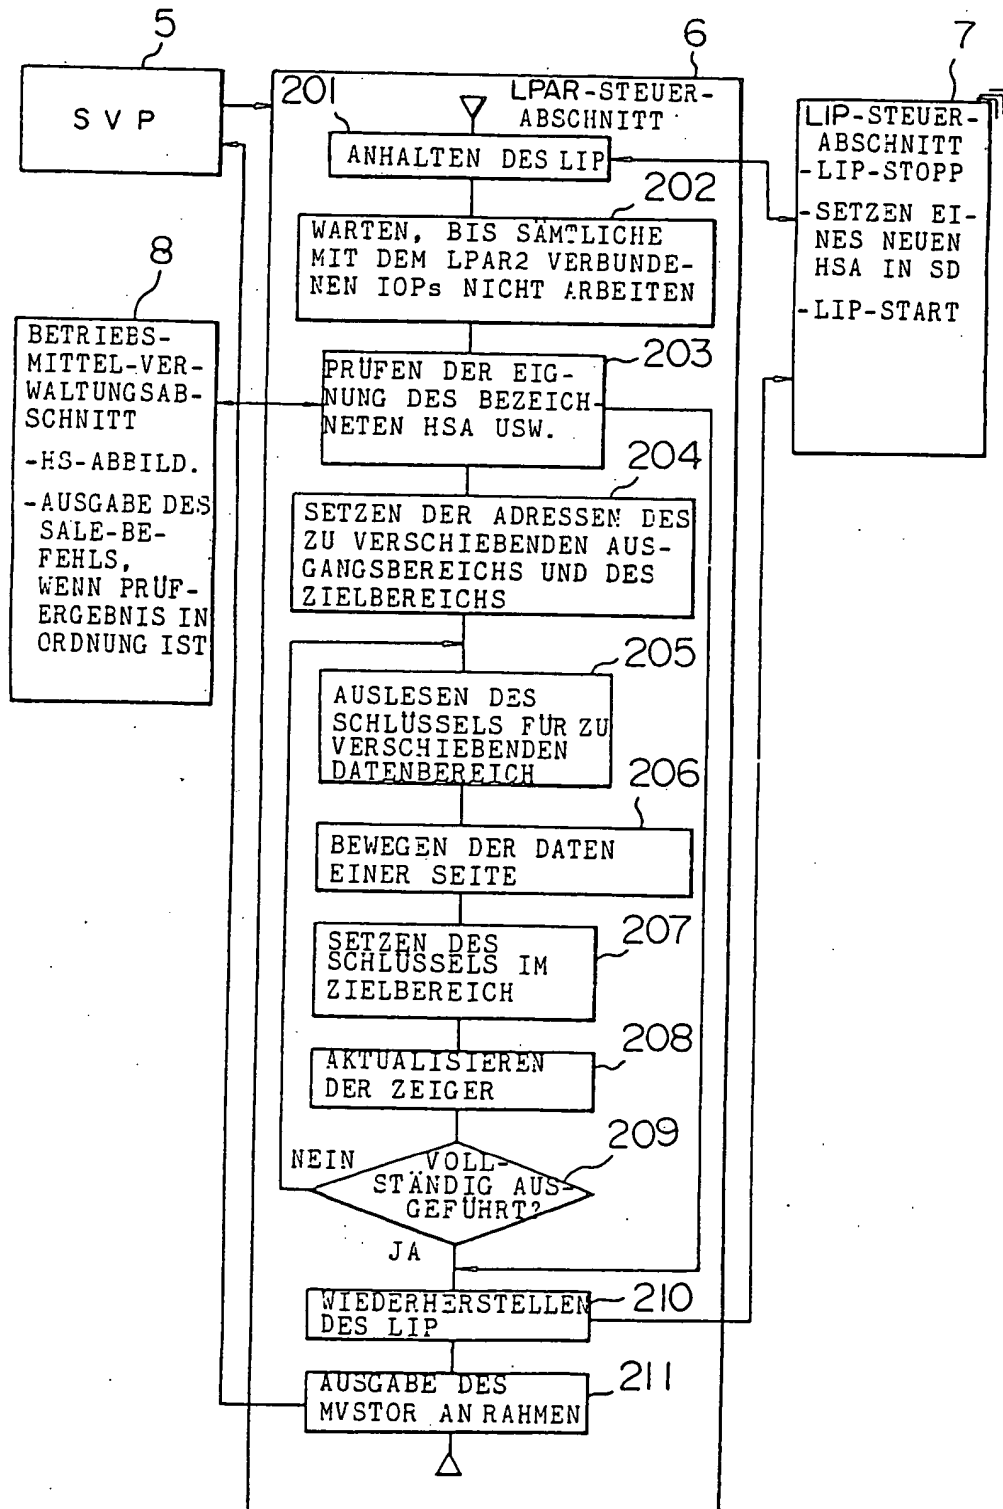 5
SVP
6
LPAR-STEUER-
ABSCHNITT
7
LIP-STEUER-
ABSCHNITT
-LIP-STOPP
-SETZEN EI-
NES NEUEN
HSA IN SD
-LIP-START
8
BETRIEBS-
MITTEL-VER-
WALTUNGSAB-
SCHNITT
-HS-ABBILD.
-AUSGABE DES
SALE-BE-
FEHLS,
WENN PRÜF-
ERGEBNIS IN
ORDNUNG IST
201
ANHALTEN DES LIP
202
WARTEN, BIS SÄMTLICHE
MIT DEM LPAR2 VERBUNDE-
NEN IOPs NICHT ARBEITEN
203
PRÜFEN DER EIG-
NUNG DES BEZEICH-
NETEN HSA USW.
204
SETZEN DER ADRESSEN DES
ZU VERSCHIEBENDEN AUS-
GANGSBEREICHS UND DES
ZIELBEREICHS
205
AUSLESEN DES
SCHLÜSSELS FÜR ZU
VERSCHIEBENDEN
DATENBEREICH
206
BEWEGEN DER DATEN
EINER SEITE
207
SETZEN DES
SCHLÜSSELS IM
ZIELBEREICH
208
AKTUALISIEREN
DER ZEIGER
209
NEIN
VOLL-
STÄNDIG AUS-
GEFÜHRT?
JA
210
WIEDERHERSTELLEN
DES LIP
211
AUSGABE DES
MVSTOR AN RAHMEN